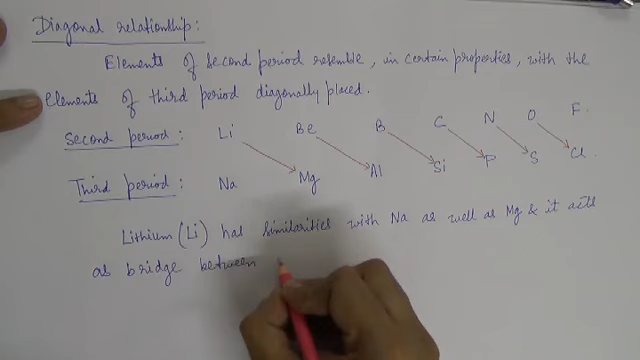 Diagonal relationship:
Elements of second period resemble, in certain properties, with the
elements of third period diagonally placed.
Second period: Li Be B C N O F.
Third period: Na Mg Al Si P S Cl.
Lithium (Li) has similarities with Na as well as Mg & it acts
as bridge between